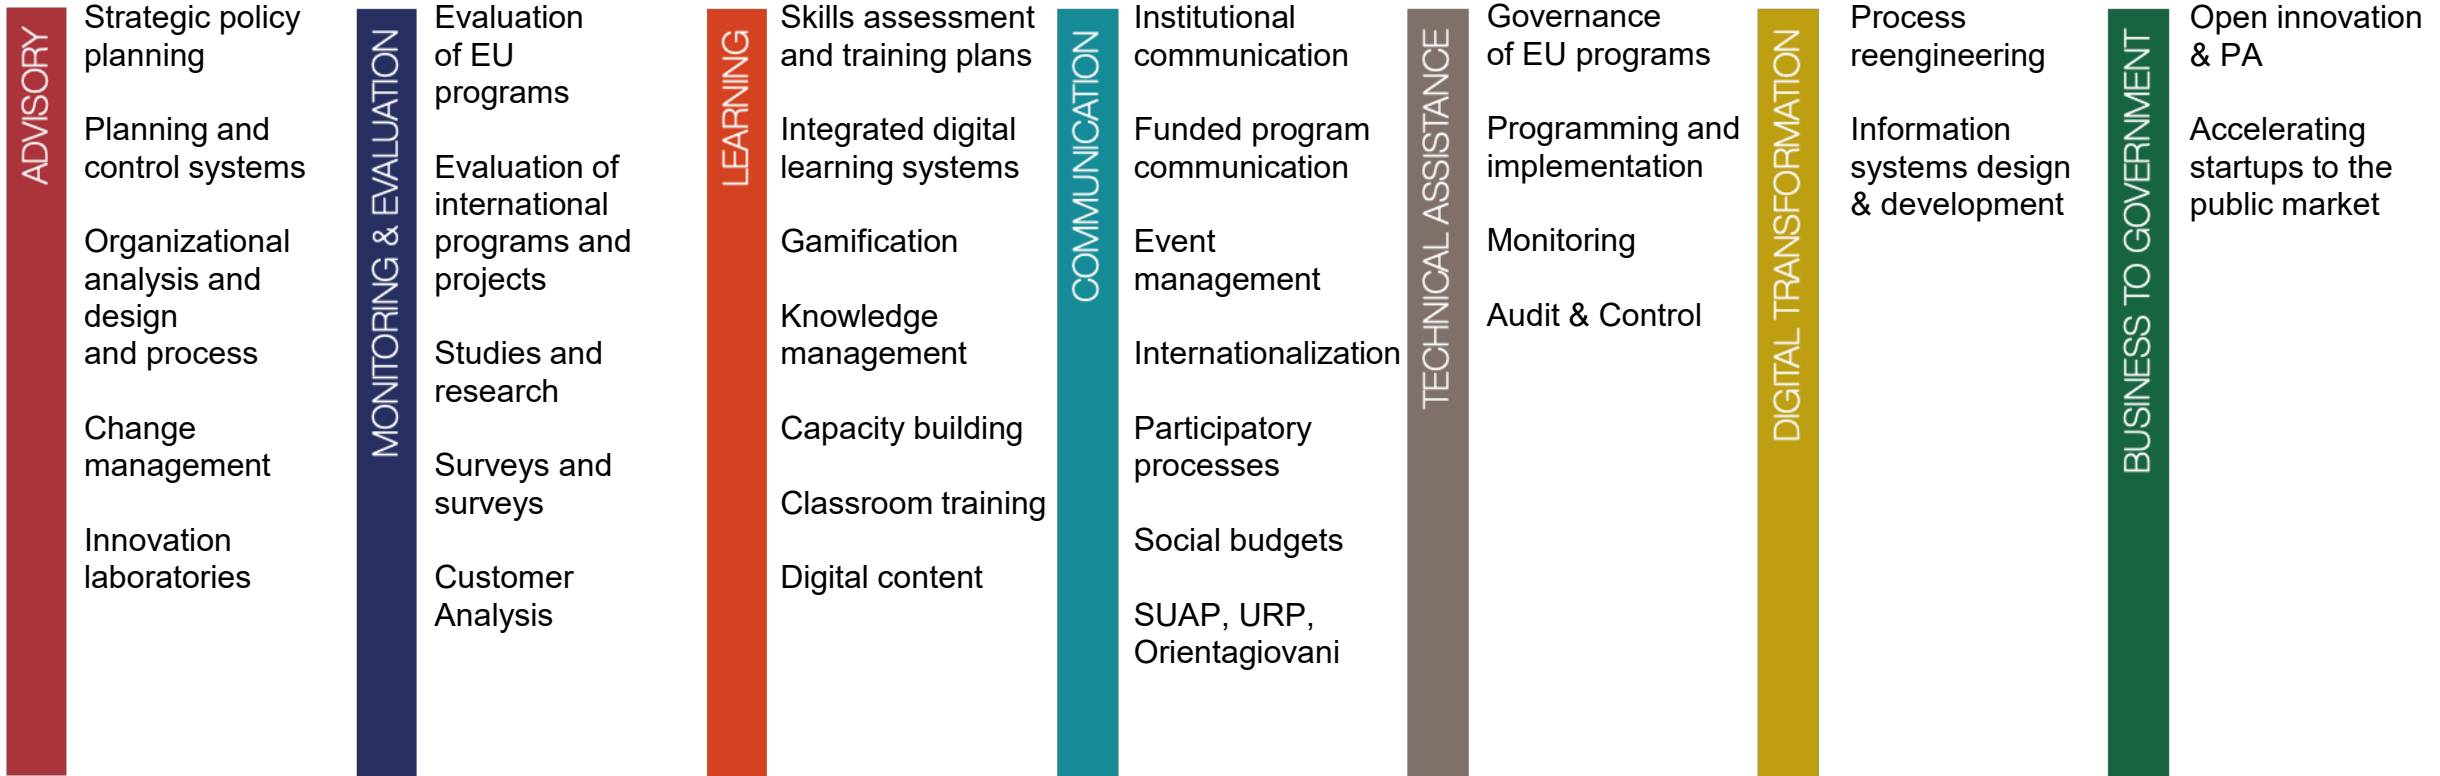 ADVISORY
Strategic policy
planning
Planning and
control systems
Organizational
analysis and
design
and process
Change
management
Innovation
laboratories
MONITORING & EVALUATION
Evaluation
of EU
programs
Evaluation of
international
programs and
projects
Studies and
research
Surveys and
surveys
Customer
Analysis
LEARNING
Skills assessment
and training plans
Integrated digital
learning systems
Gamification
Knowledge
management
Capacity building
Classroom training
Digital content
COMMUNICATION
Institutional
communication
Funded program
communication
Event
management
Internationalization
Participatory
processes
Social budgets
SUAP, URP,
Orientagiovani
TECHNICAL ASSISTANCE
Governance
of EU programs
Programming and
implementation
Monitoring
Audit & Control
DIGITAL TRANSFORMATION
Process
reengineering
Information
systems design
& development
BUSINESS TO GOVERNMENT
Open innovation
& PA
Accelerating
startups to the
public market